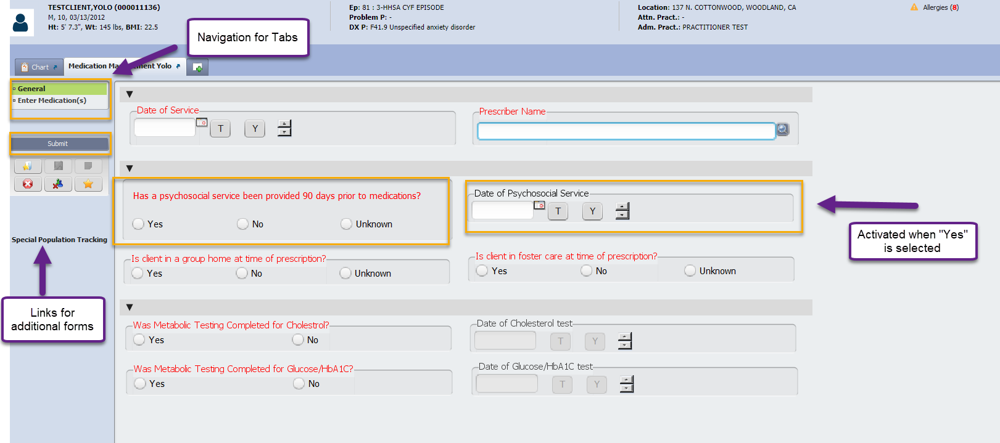 TESTCLIENT,YOLO (000011136)
M, 10, 03/13/2012
Ht: 5' 7.3", Wt: 145 lbs, BMI: 22.5
Ep: 81 : 3-HHSA CYF EPISODE
Problem P: -
DX P: F41.9 Unspecified anxiety disorder
Location: 137 N. COTTONWOOD, WOODLAND, CA
Attn. Pract.: -
Adm. Pract.: PRACTITIONER TEST
Allergies (8)
Navigation for Tabs
Chart
Medication Ma ement Yolo
General
Enter Medication(s)
Submit
Special Population Tracking
Links for
additional forms
Date of Service
T Y
Prescriber Name
Has a psychosocial service been provided 90 days prior to medications?
Yes No Unknown
Date of Psychosocial Service
T Y
Activated when "Yes"
is selected
Is client in a group home at time of prescription?
Yes No Unknown
Is client in foster care at time of prescription?
Yes No Unknown
Was Metabolic Testing Completed for Cholestrol?
Yes No
Date of Cholesterol test
T Y
Was Metabolic Testing Completed for Glucose/HbA1C?
Yes No
Date of Glucose/HbA1C test
T Y